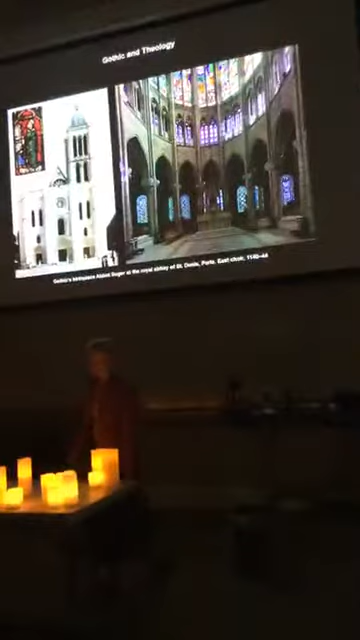 Gothic and Theology
Gothic's birthplace: Abbot Suger at the royal abbey of St. Denis, Paris. East choir, 1140–44